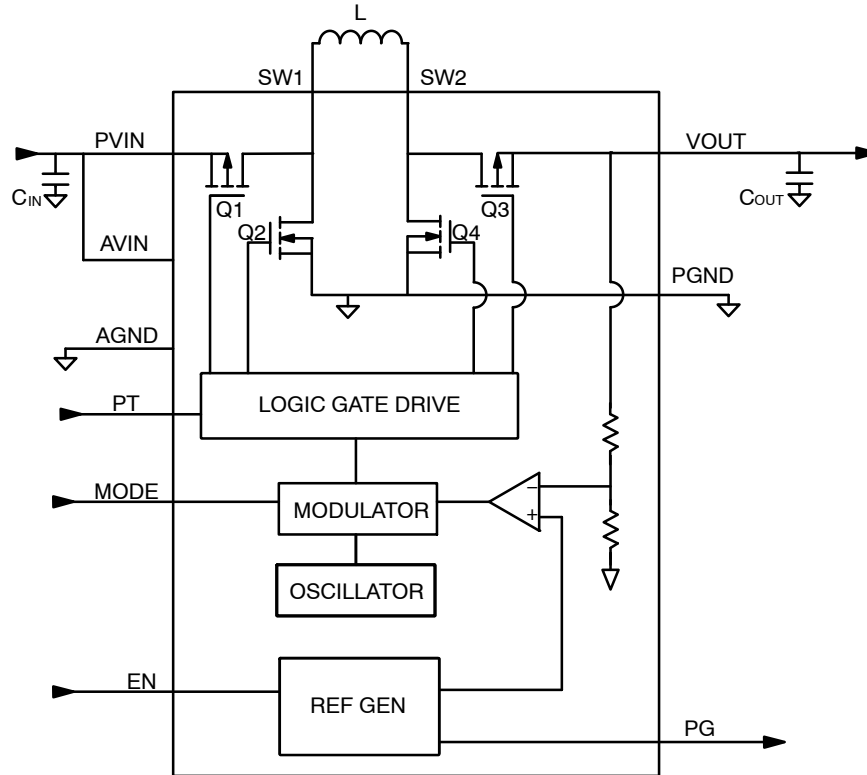 L
SW1 SW2
PVIN VOUT
CIN Q1 Q3 COUT
Q2 Q4
AVIN
PGND
AGND
LOGIC GATE DRIVE
PT
MODE MODULATOR − +
OSCILLATOR
EN REF GEN
PG